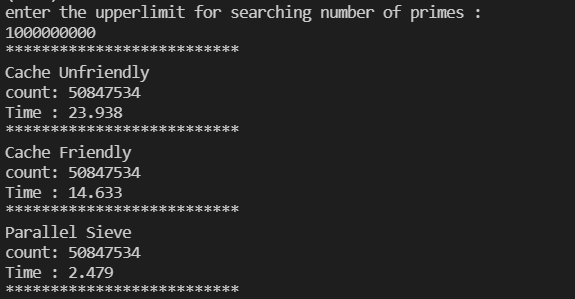 enter the upperlimit for searching number of primes :
1000000000
**************************
Cache Unfriendly
count: 50847534
Time : 23.938
**************************
Cache Friendly
count: 50847534
Time : 14.633
**************************
Parallel Sieve
count: 50847534
Time : 2.479
**************************